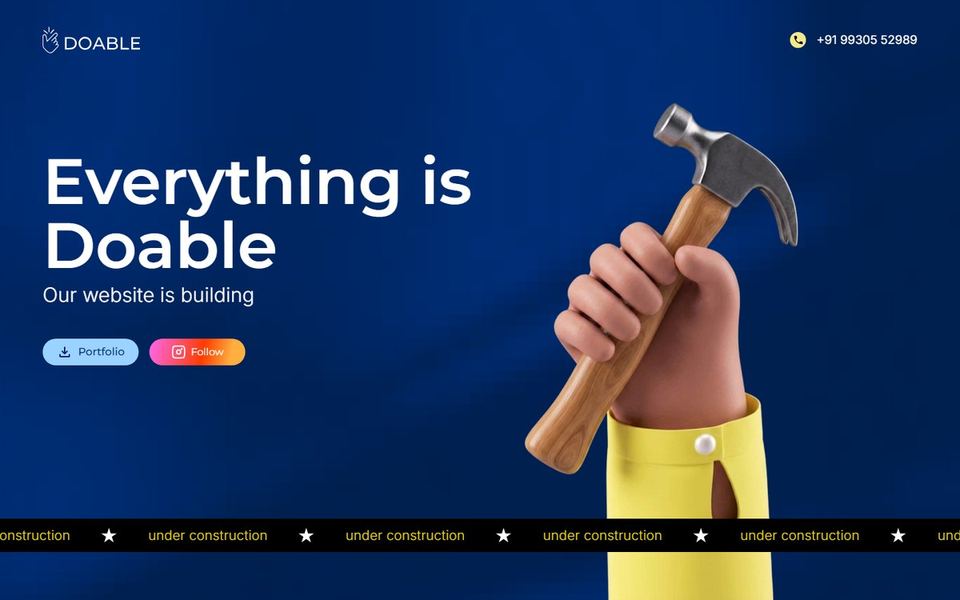 DOABLE
+91 99305 52989
Everything is
Doable
Our website is building
Portfolio
Follow
onstruction ★ under construction ★ under construction ★ under construction ★ under construction ★ und